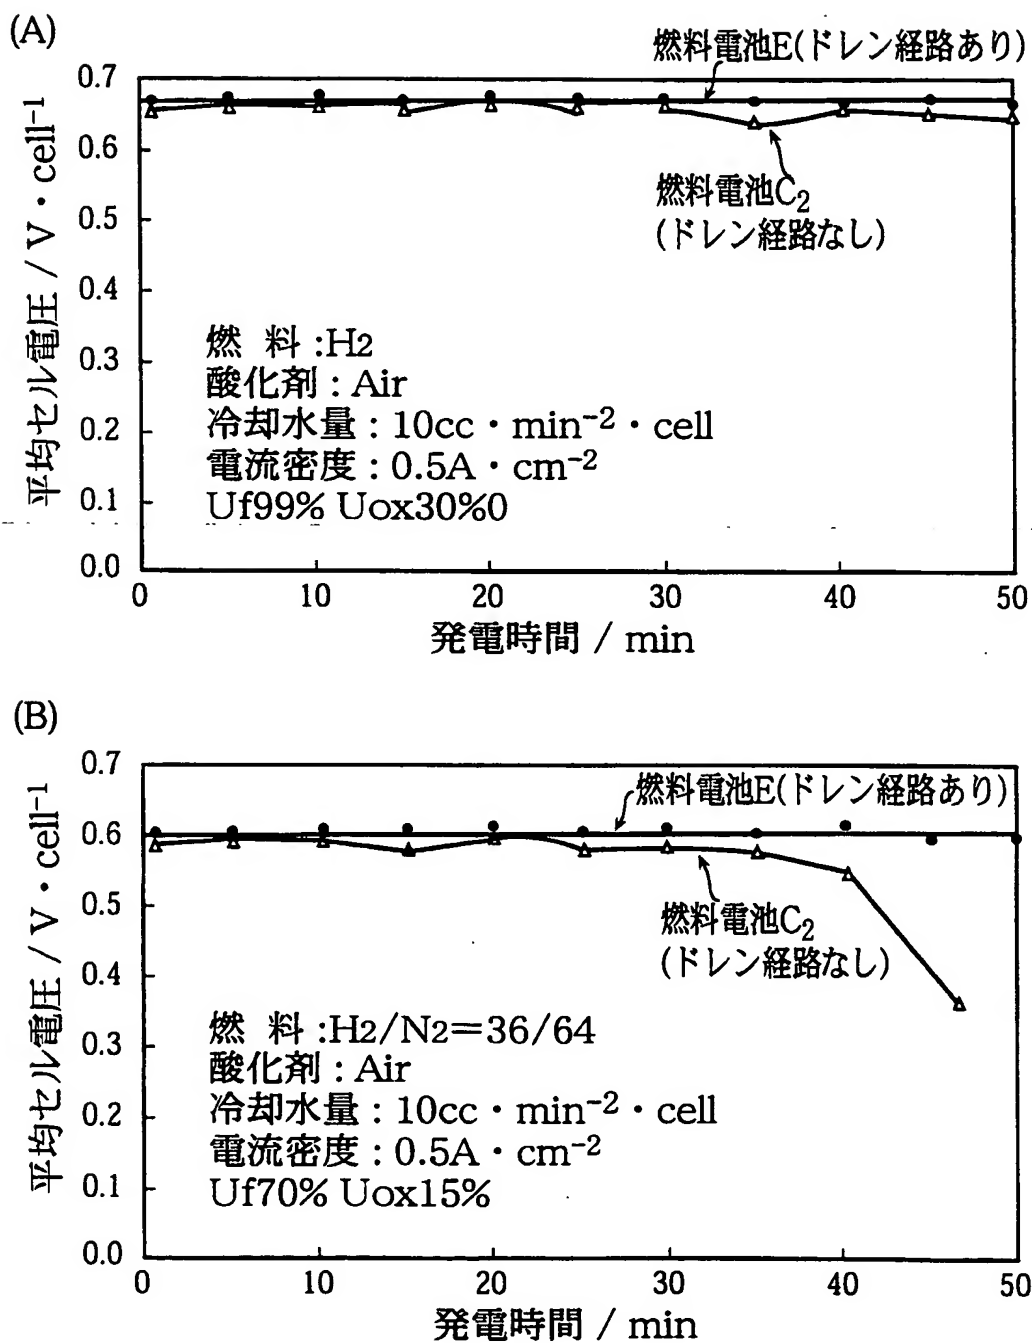 (A)
燃料電池E(ドレン経路あり)
0.7
0.6
0.5
0.4
0.3
0.2
0.1
0.0
平均セル電圧 / V・cell⁻¹
燃料電池C₂
(ドレン経路なし)
燃 料 :H2
酸化剤 : Air
冷却水量 : 10cc・min⁻²・cell
電流密度 : 0.5A・cm⁻²
Uf99% Uox30%0
0 10 20 30 40 50
発電時間 / min
(B)
0.7
0.6
0.5
0.4
0.3
0.2
0.1
0.0
平均セル電圧 / V・cell⁻¹
燃料電池E(ドレン経路あり)
燃料電池C₂
(ドレン経路なし)
燃 料 :H2/N2=36/64
酸化剤 : Air
冷却水量 : 10cc・min⁻²・cell
電流密度 : 0.5A・cm⁻²
Uf70% Uox15%
0 10 20 30 40 50
発電時間 / min